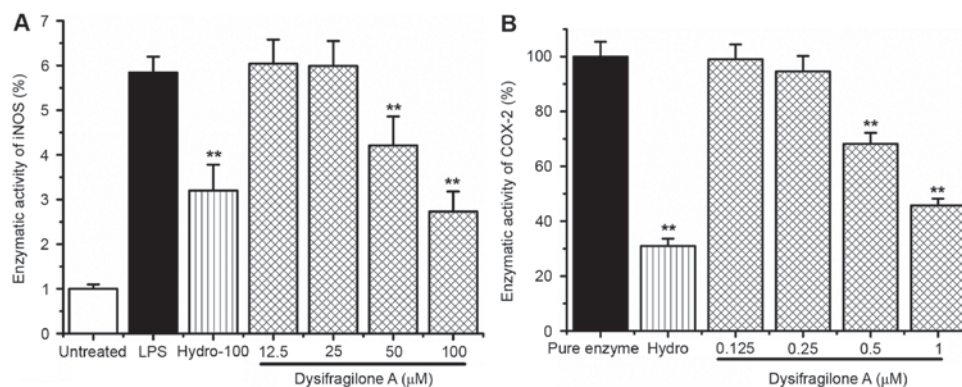 A
Enzymatic activity of iNOS (%)
7
6
5
4
3
2
1
0
**
**
**
Untreated LPS Hydro-100 12.5 25 50 100
Dysifragilone A (μM)
B
Enzymatic activity of COX-2 (%)
100
80
60
40
20
0
**
**
**
Pure enzyme Hydro 0.125 0.25 0.5 1
Dysifragilone A (μM)